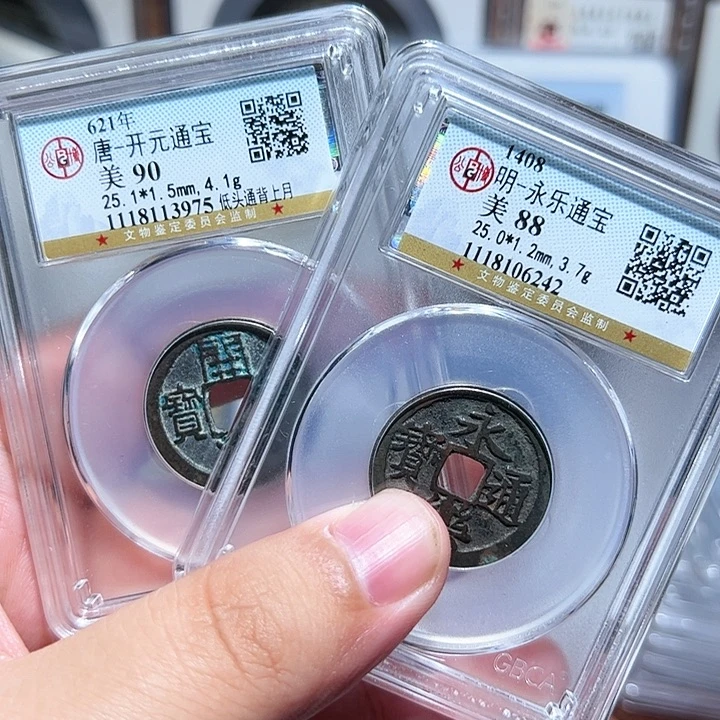 621年
唐-开元通宝
美 90
25.1*1.5mm, 4.1g
1118113975 低头通背上月
文物鉴定委员会监制
開
寳
1408
明-永乐通宝
美 88
25.0*1.2mm, 3.7g
1118106242
文物鉴定委员会监制
永
寳 通
樂
GBCA